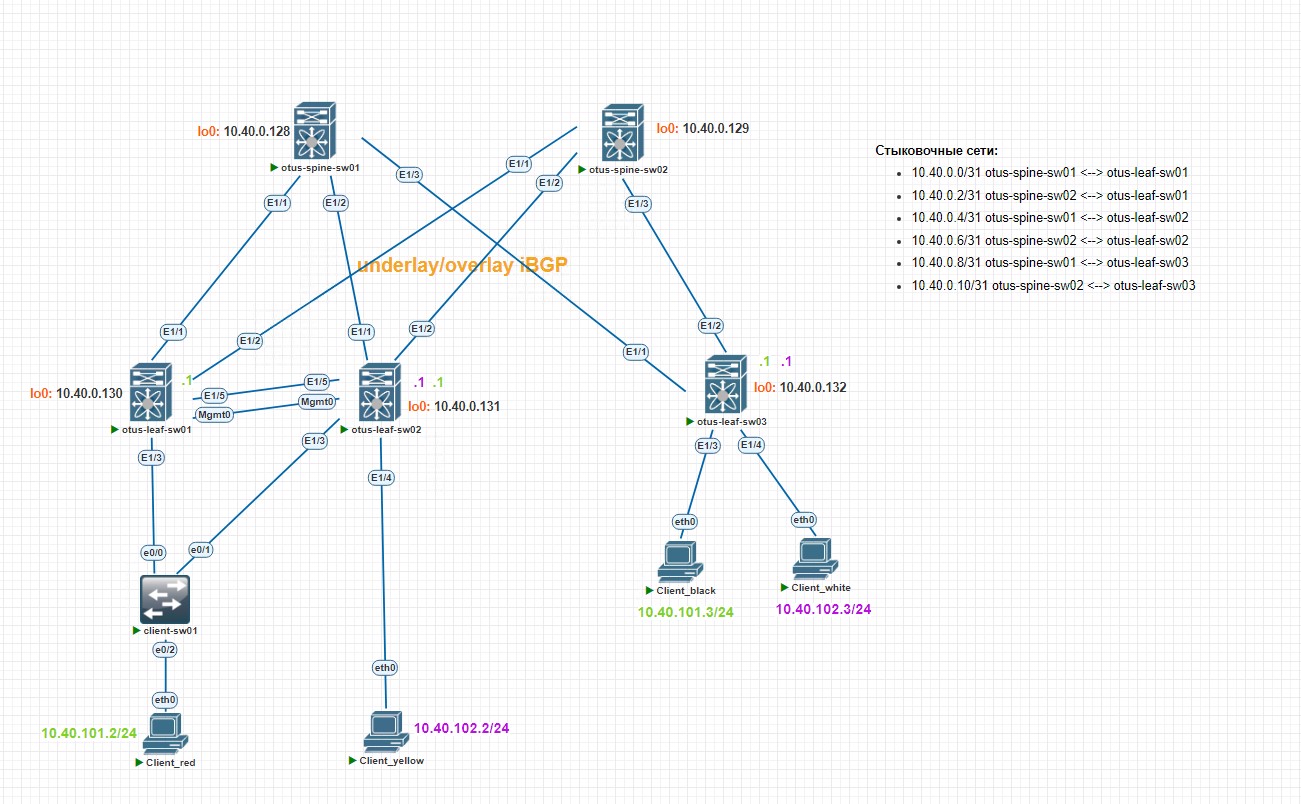 lo0: 10.40.0.128
otus-spine-sw01
lo0: 10.40.0.129
otus-spine-sw02
Стыковочные сети:
10.40.0.0/31 otus-spine-sw01 <--> otus-leaf-sw01
10.40.0.2/31 otus-spine-sw02 <--> otus-leaf-sw01
10.40.0.4/31 otus-spine-sw01 <--> otus-leaf-sw02
10.40.0.6/31 otus-spine-sw02 <--> otus-leaf-sw02
10.40.0.8/31 otus-spine-sw01 <--> otus-leaf-sw03
10.40.0.10/31 otus-spine-sw02 <--> otus-leaf-sw03
E1/1
E1/2
E1/3
E1/1
E1/2
E1/3
underlay/overlay iBGP
E1/1
E1/2
E1/1
E1/2
E1/1
E1/2
.1
lo0: 10.40.0.130
otus-leaf-sw01
E1/5
E1/5
Mgmt0
Mgmt0
.1 .1
lo0: 10.40.0.131
otus-leaf-sw02
.1 .1
lo0: 10.40.0.132
otus-leaf-sw03
E1/3
E1/3
E1/4
E1/3
E1/4
e0/0
e0/1
eth0
eth0
client-sw01
Client_black
10.40.101.3/24
Client_white
10.40.102.3/24
e0/2
eth0
eth0
10.40.101.2/24
Client_red
10.40.102.2/24
Client_yellow